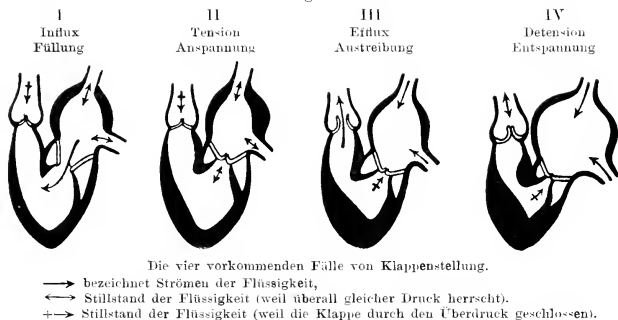 I II III IV
Influx Tension Efflux Detension
Füllung Anspannung Austreibung Entspannung
Die vier vorkommenden Fälle von Klappenstellung.
⟶ bezeichnet Strömen der Flüssigkeit,
⟷ Stillstand der Flüssigkeit (weil überall gleicher Druck herrscht).
+⟶ Stillstand der Flüssigkeit (weil die Klappe durch den Überdruck geschlossen).